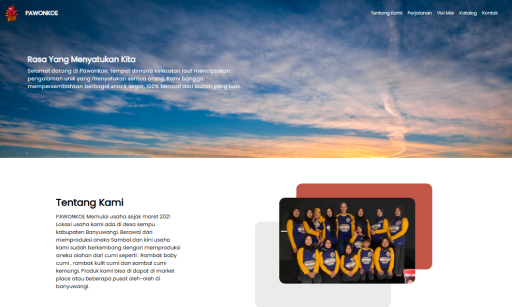 PAWONKOE
Tentang Kami Perjalanan Visi Misi Katalog Kontak
Rasa Yang Menyatukan Kita
Selamat datang di PawonKoe, tempat dimana kelezatan laut menciptakan
pengalaman unik yang menyatukan semua orang. Kami bangga
mempersembahkan berbagai snack segar, 100% berasal dari lautan yang luas.
Tentang Kami
PAWONKOE Memulai usaha sejak maret 2021
Lokasi usaha kami ada di desa sempu
kabupaten Banyuwangi. Berawal dari
memproduksi aneka Sambal dan kini usaha
kami sudah berkembang dengan memproduksi
aneka olahan dari cumi seperti : Rambak baby
cumi , rambak kulit cumi dan sambal cumi
kemangi. Produk kami bisa di dapat di market
place atau beberapa pusat oleh-oleh di
banyuwangi.